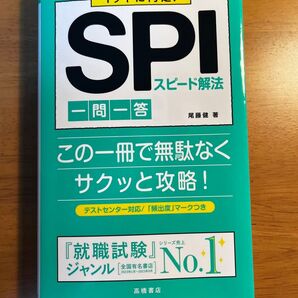 SPI
スピード解法
一問一答
尾藤健 著
この一冊で無駄なく
サクッと攻略!
テストセンター対応/「頻出度」マークつき
『就職試験』
ジャンル
全国有名書店
シリーズ売上
No.1
高橋書店